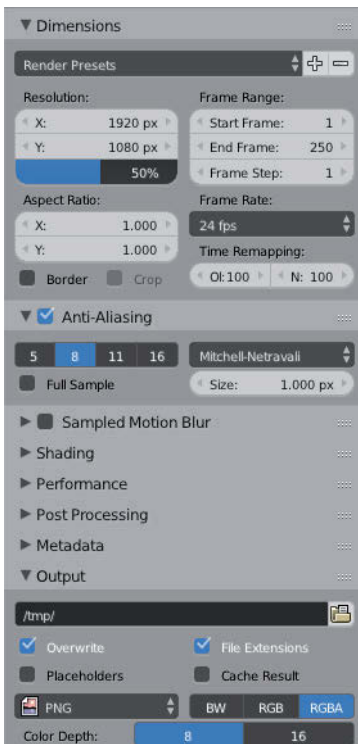 Dimensions
Render Presets
Resolution: Frame Range:
X: 1920 px Start Frame: 1
Y: 1080 px End Frame: 250
50% Frame Step: 1
Aspect Ratio: Frame Rate:
X: 1.000 24 fps
Y: 1.000 Time Remapping:
Border Crop Ol:100 N: 100
Anti-Aliasing
5 8 11 16 Mitchell-Netravali
Full Sample Size: 1.000 px
Sampled Motion Blur
Shading
Performance
Post Processing
Metadata
Output
/tmp/
Overwrite File Extensions
Placeholders Cache Result
PNG BW RGB RGBA
Color Depth: 8 16